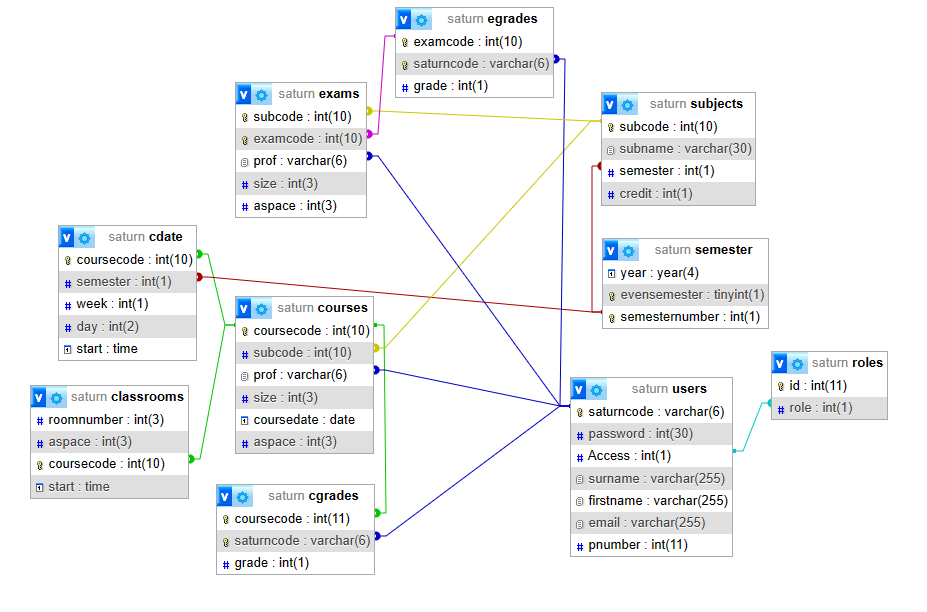 v saturn egrades
examcode : int(10)
saturncode : varchar(6)
# grade : int(1)
v saturn exams
subcode : int(10)
examcode : int(10)
prof : varchar(6)
# size : int(3)
# aspace : int(3)
v saturn subjects
subcode : int(10)
subname : varchar(30)
# semester : int(1)
# credit : int(1)
v saturn cdate
coursecode : int(10)
# semester : int(1)
# week : int(1)
# day : int(2)
start : time
v saturn semester
year : year(4)
evensemester : tinyint(1)
semesternumber : int(1)
v saturn courses
coursecode : int(10)
# subcode : int(10)
prof : varchar(6)
# size : int(3)
coursedate : date
# aspace : int(3)
v saturn roles
id : int(11)
# role : int(1)
v saturn classrooms
# roomnumber : int(3)
# aspace : int(3)
coursecode : int(10)
start : time
v saturn users
saturncode : varchar(6)
# password : int(30)
# Access : int(1)
surname : varchar(255)
firstname : varchar(255)
email : varchar(255)
# pnumber : int(11)
v saturn cgrades
coursecode : int(11)
saturncode : varchar(6)
# grade : int(1)